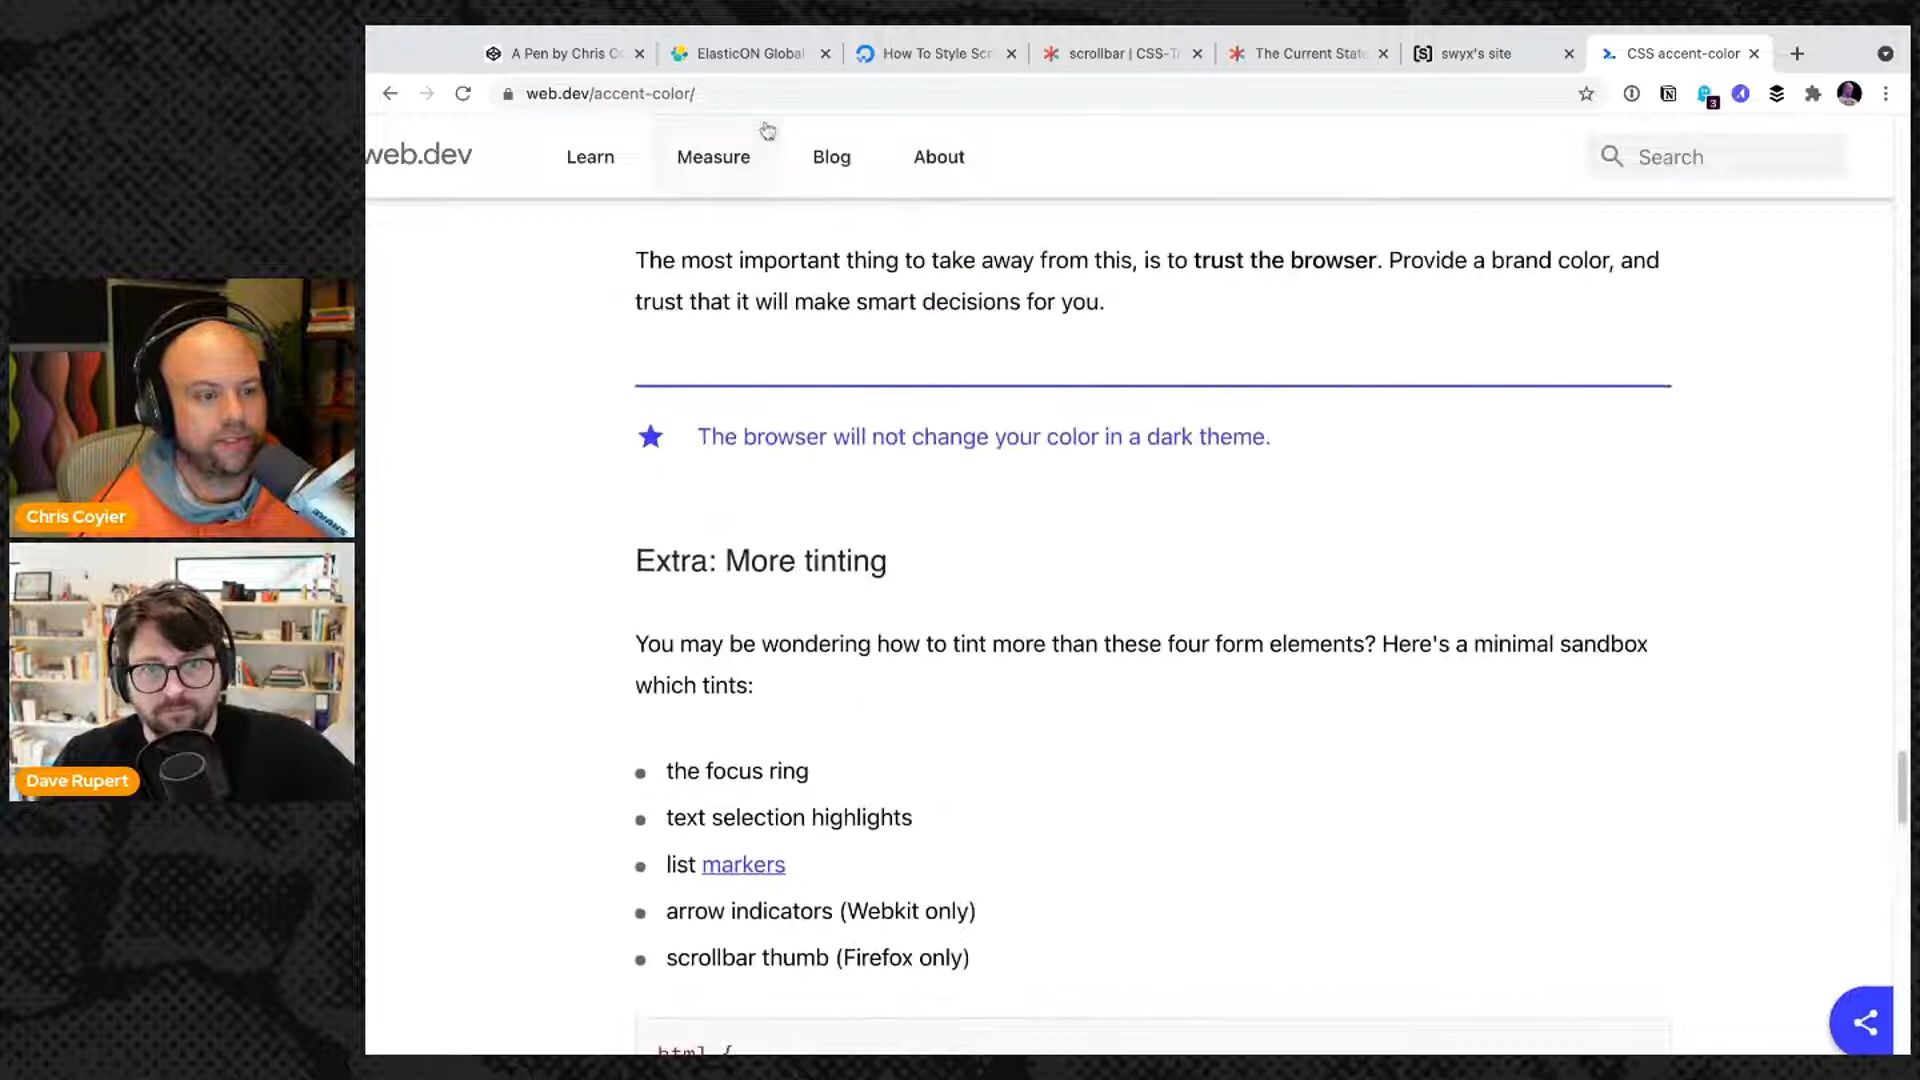 A Pen by Chris Co
ElasticON Global
How To Style Scr
scrollbar | CSS-T
The Current State
[S] swyx's site
CSS accent-color
web.dev/accent-color/
3
web.dev
Learn
Measure
Blog
About
Search
The most important thing to take away from this, is to trust the browser. Provide a brand color, and
trust that it will make smart decisions for you.
The browser will not change your color in a dark theme.
Extra: More tinting
You may be wondering how to tint more than these four form elements? Here's a minimal sandbox
which tints:
the focus ring
text selection highlights
list markers
arrow indicators (Webkit only)
scrollbar thumb (Firefox only)
html {
Chris Coyier
Dave Rupert